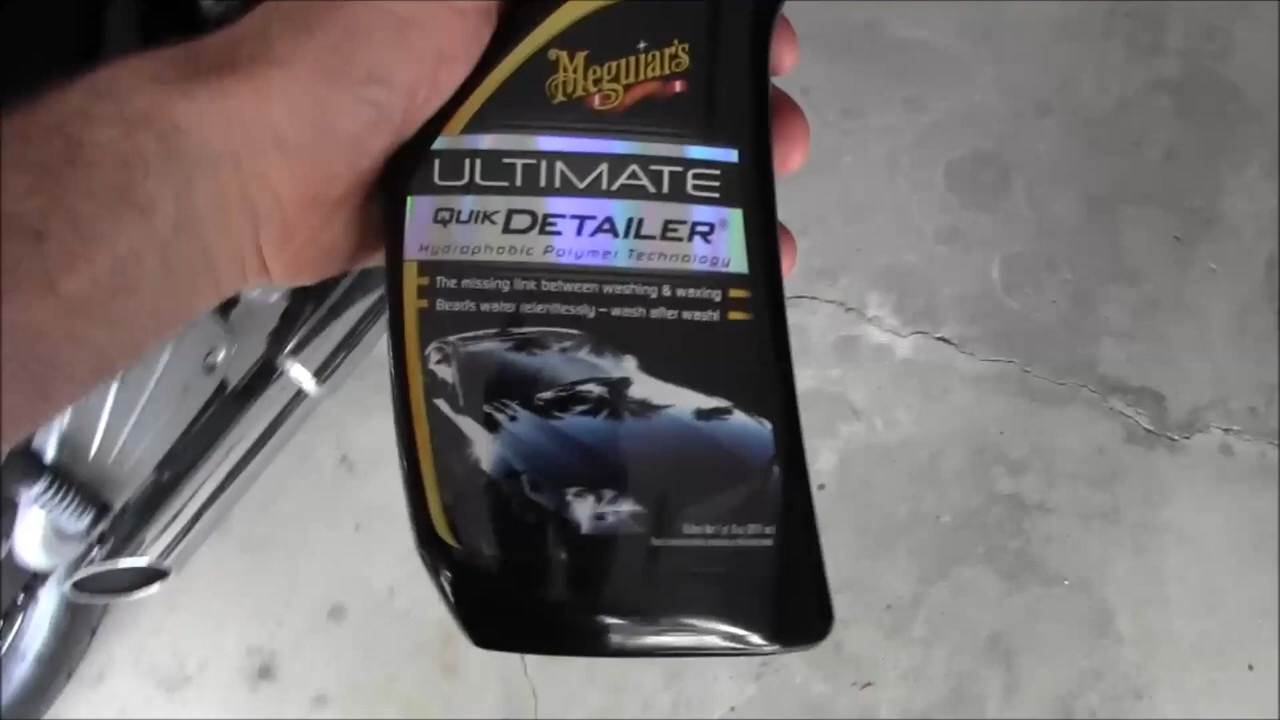 Meguiar's
ULTIMATE
QUIK DETAILER®
Hydrophobic Polymer Technology
The missing link between washing & waxing
Beads water relentlessly – wash after wash!